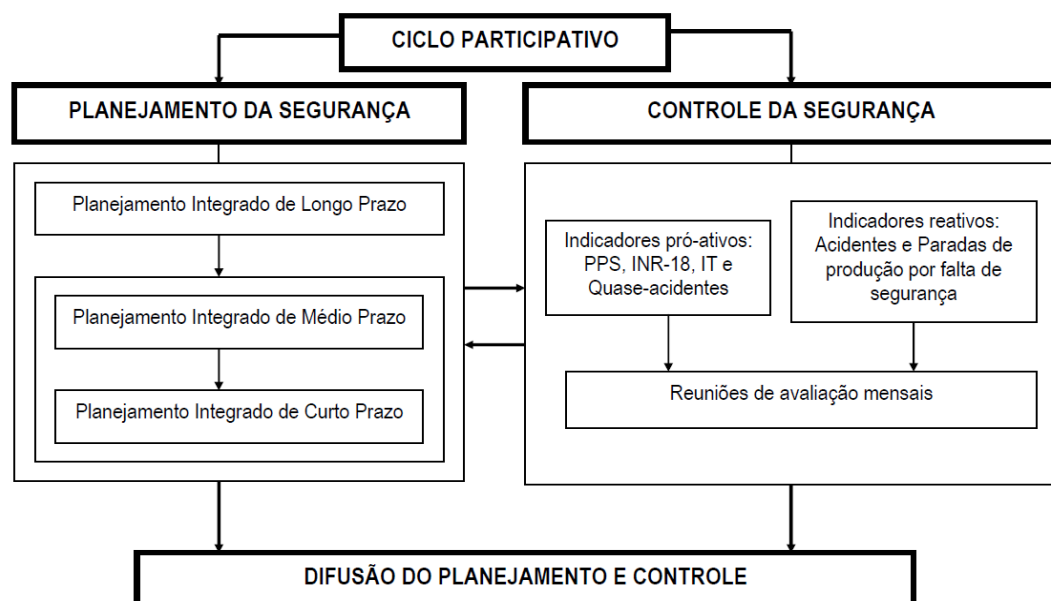 CICLO PARTICIPATIVO
PLANEJAMENTO DA SEGURANÇA
CONTROLE DA SEGURANÇA
Planejamento Integrado de Longo Prazo
Planejamento Integrado de Médio Prazo
Planejamento Integrado de Curto Prazo
Indicadores pró-ativos:
PPS, INR-18, IT e
Quase-acidentes
Indicadores reativos:
Acidentes e Paradas de
produção por falta de
segurança
Reuniões de avaliação mensais
DIFUSÃO DO PLANEJAMENTO E CONTROLE